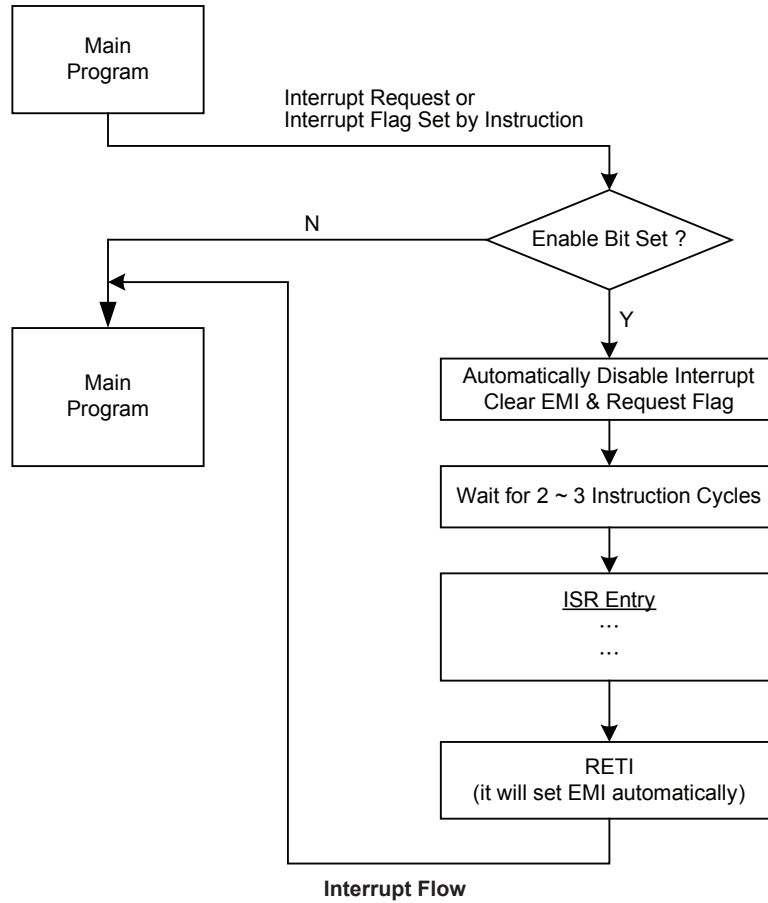 Main
Program
Interrupt Request or
Interrupt Flag Set by Instruction
Enable Bit Set ?
N
Y
Main
Program
Automatically Disable Interrupt
Clear EMI & Request Flag
Wait for 2 ~ 3 Instruction Cycles
ISR Entry
...
...
RETI
(it will set EMI automatically)
Interrupt Flow